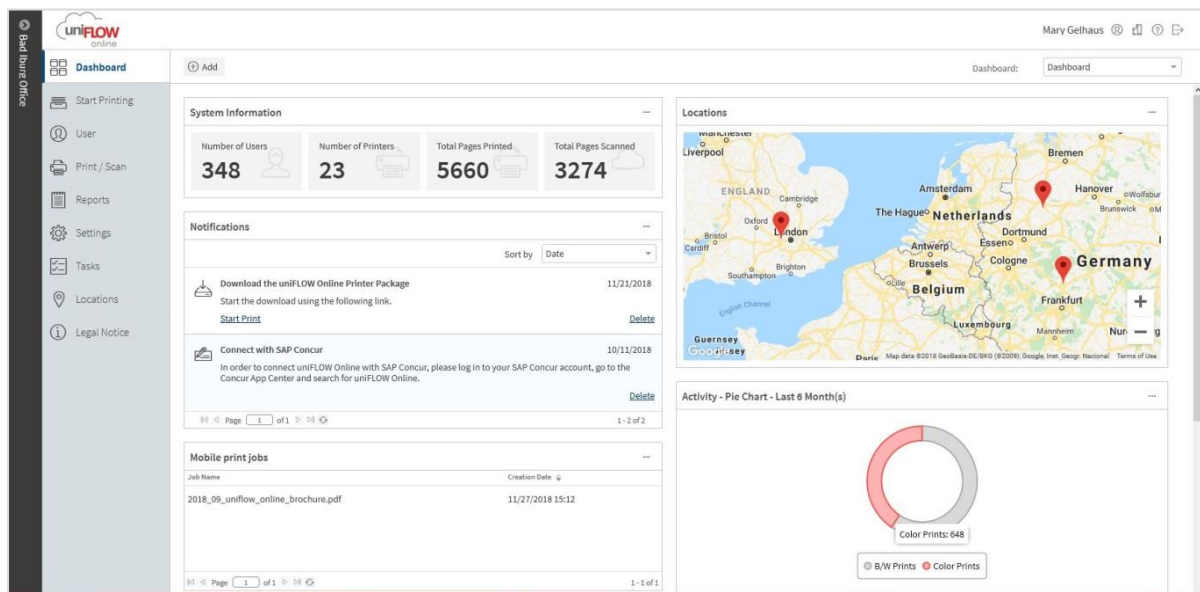 Bad Iburg Office
uniFLOW
online
Mary Gelhaus
Dashboard
Start Printing
User
Print / Scan
Reports
Settings
Tasks
Locations
Legal Notice
Add
Dashboard:
Dashboard
System Information
Number of Users
348
Number of Printers
23
Total Pages Printed
5660
Total Pages Scanned
3274
Notifications
Sort by
Date
Download the uniFLOW Online Printer Package
11/21/2018
Start the download using the following link.
Start Print
Delete
Connect with SAP Concur
10/11/2018
In order to connect uniFLOW Online with SAP Concur, please log in to your SAP Concur account, go to the
Concur App Center and search for uniFLOW Online.
Delete
Page 1 of 1
1 - 2 of 2
Mobile print jobs
Job Name
Creation Date
2018_09_uniflow_online_brochure.pdf
11/27/2018 15:12
Page 1 of 1
1 - 1 of 1
Locations
Manchester
Liverpool
ENGLAND
Cambridge
Oxford
London
Bristol
Cardiff
Brighton
Southampton
English Channel
Guernsey
Amsterdam
The Hague
Netherlands
Antwerp
Brussels
Lille
Belgium
Luxembourg
Paris
Bremen
Hanover
Wolfsbur
Brunswick
Dortmund
Essen
Cologne
Germany
Frankfurt
Mannheim
Map data ©2018 GeoBasis-DE/BKG (©2009), Google, Inst. Geogr. Nacional
Terms of Use
Activity - Pie Chart - Last 6 Month(s)
Color Prints: 648
B/W Prints
Color Prints